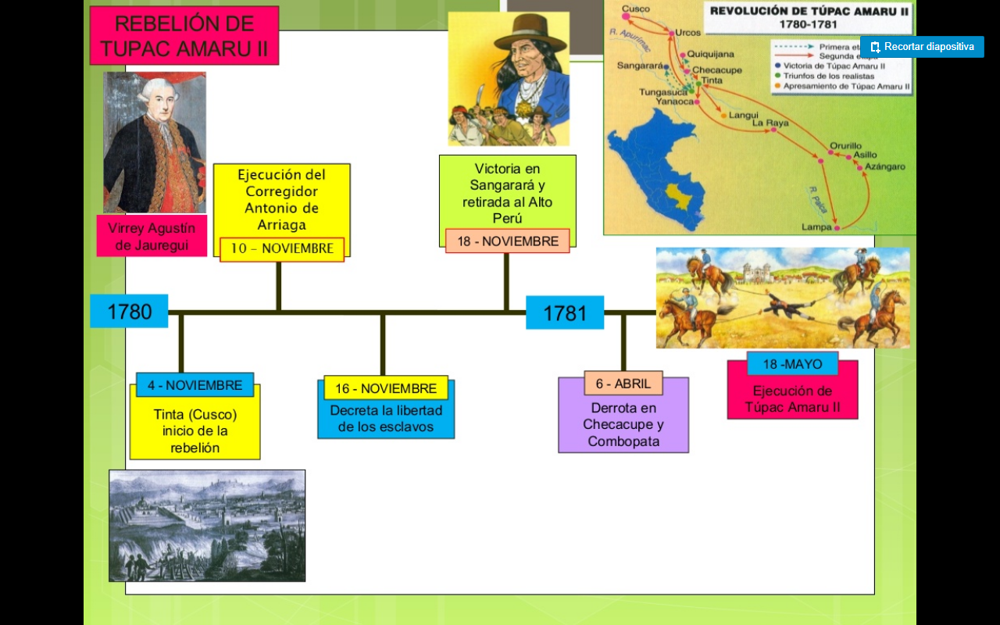 REBELIÓN DE
TUPAC AMARU II
Virrey Agustín
de Jauregui
Ejecución del
Corregidor
Antonio de
Arriaga
10 – NOVIEMBRE
Victoria en
Sangarará y
retirada al Alto
Perú
18 - NOVIEMBRE
REVOLUCIÓN DE TÚPAC AMARU II
1780-1781
Recortar diapositiva
Primera
Segunda
Victoria de Túpac Amaru II
Triunfos de los realistas
Apresamiento de Túpac Amaru II
Cusco
R. Apurímac
Urcos
Quiquijana
Sangarará
Checacupe
Tinta
Tungasuca
Yanaoca
Langui
La Raya
Orurillo
Asillo
Azángaro
Lampa
1780
1781
4 - NOVIEMBRE
Tinta (Cusco)
inicio de la
rebelión
16 - NOVIEMBRE
Decreta la libertad
de los esclavos
6 - ABRIL
Derrota en
Checacupe y
Combopata
18 -MAYO
Ejecución de
Túpac Amaru II